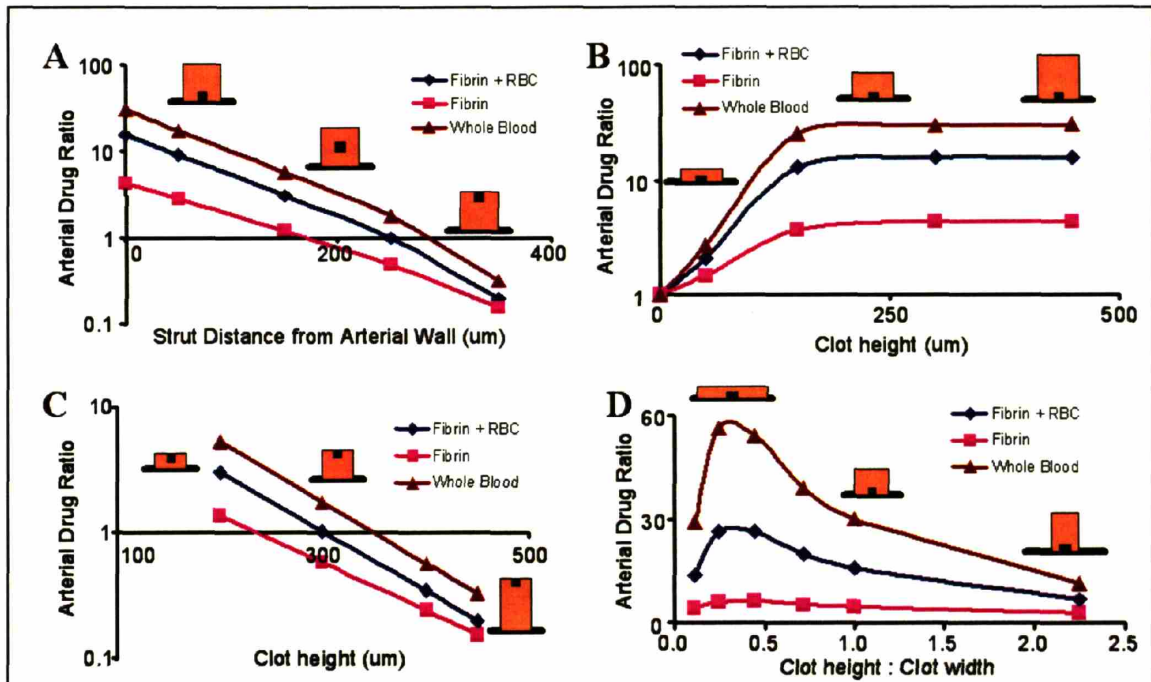 A
100
10
1
0.1
0
200
400
Arterial Drug Ratio
Strut Distance from Arterial Wall (um)
Fibrin + RBC
Fibrin
Whole Blood
B
100
10
1
0
250
500
Arterial Drug Ratio
Clot height (um)
Fibrin + RBC
Fibrin
Whole Blood
C
10
1
0.1
100
300
500
Arterial Drug Ratio
Clot height (um)
Fibrin + RBC
Fibrin
Whole Blood
D
60
30
0
0.0
0.5
1.0
1.5
2.0
2.5
Arterial Drug Ratio
Clot height : Clot width
Fibrin + RBC
Fibrin
Whole Blood